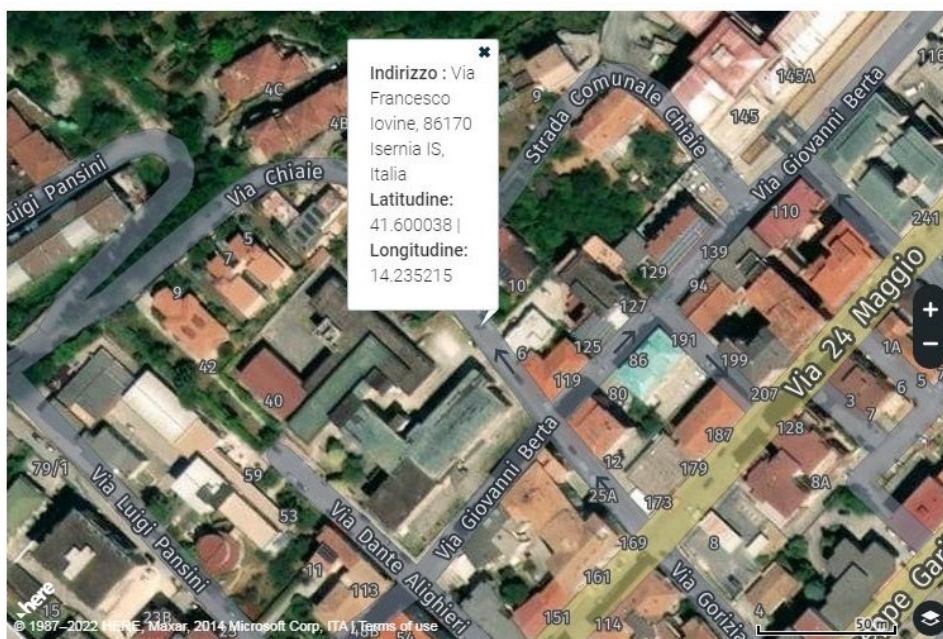 Indirizzo : Via
Francesco
Iovine, 86170
Isernia IS,
Italia
Latitudine:
41.600038 |
Longitudine:
14.235215
4C
4B
9
Strada Comunale Chiaie
145A
145
Via Giovanni Berta
Luigi Pansini
Via Chiaie
5
7
9
110
241
10
129
139
94
127
6
125
191
86
199
119
80
207
Via 24 Maggio
1A
5
6
3
7
42
40
187
128
12
179
8A
79/1
59
25A
173
Via Giovanni Berta
53
Via Luigi Pansini
Via Dante Alighieri
169
8
11
161
113
Via Gorizia
151
114
4
here
15
23B
+
−
50 m
© 1987–2022 HERE, Maxar, 2014 Microsoft Corp, ITA | Terms of use